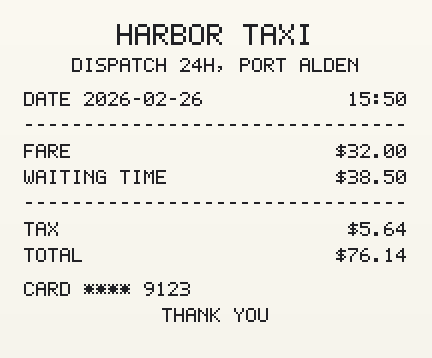 HARBOR TAXI
DISPATCH 24H, PORT ALDEN
DATE 2026-02-26 15:50
--------------------------------
FARE $32.00
WAITING TIME $38.50
--------------------------------
TAX $5.64
TOTAL $76.14
CARD **** 9123
THANK YOU